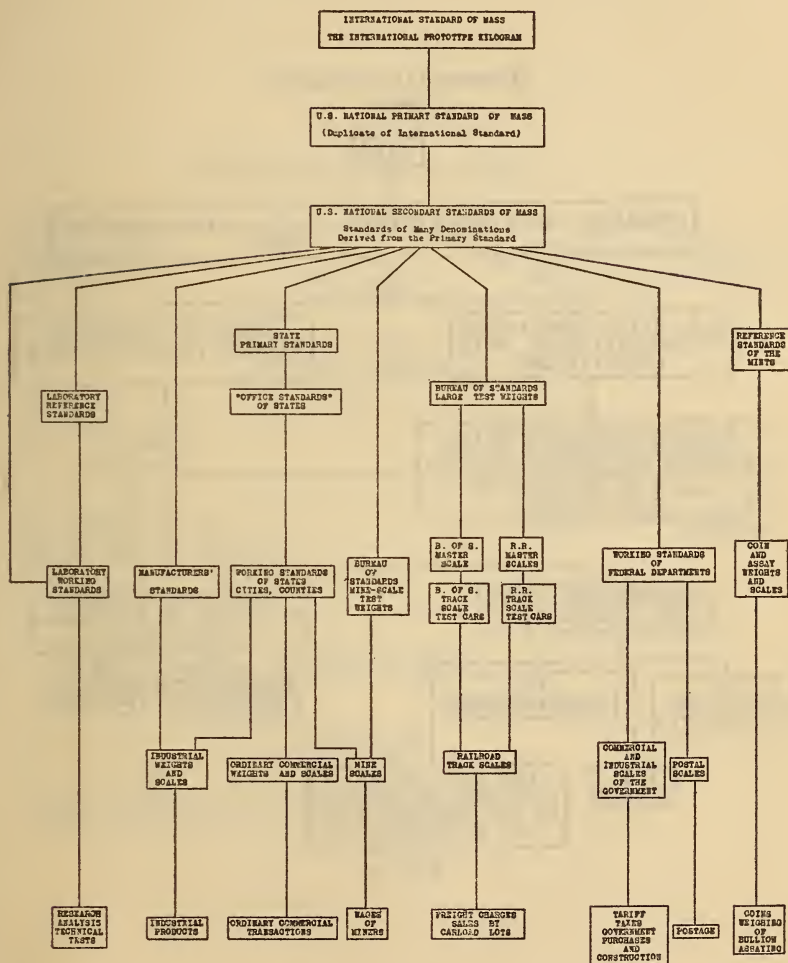 INTERNATIONAL STANDARD OF MASS
THE INTERNATIONAL PROTOTYPE KILOGRAM
U.S. NATIONAL PRIMARY STANDARD OF MASS
(Duplicate of International Standard)
U.S. NATIONAL SECONDARY STANDARDS OF MASS
Standards of Many Denominations
Derived from the Primary Standard
STATE
PRIMARY STANDARDS
REFERENCE
STANDARDS
OF THE
MINTS
LABORATORY
REFERENCE
STANDARDS
"OFFICE STANDARDS"
OF STATES
BUREAU OF STANDARDS
LARGE TEST WEIGHTS
LABORATORY
WORKING
STANDARDS
MANUFACTURERS'
STANDARDS
WORKING STANDARDS
OF STATES
CITIES, COUNTIES
BUREAU
OF
STANDARDS
MINE-SCALE
TEST
WEIGHTS
B. OF S.
MASTER
SCALE
R.R.
MASTER
SCALES
B. OF S.
TRACK
SCALE
TEST CARS
R.R.
TRACK
SCALE
TEST CARS
WORKING STANDARDS
OF
FEDERAL DEPARTMENTS
COIN
AND
ASSAY
WEIGHTS
AND
SCALES
INDUSTRIAL
WEIGHTS
AND
SCALES
ORDINARY COMMERCIAL
WEIGHTS AND SCALES
MINE
SCALES
RAILROAD
TRACK SCALES
COMMERCIAL
AND
INDUSTRIAL
SCALES
OF THE
GOVERNMENT
POSTAL
SCALES
RESEARCH
ANALYSIS
TECHNICAL
TESTS
INDUSTRIAL
PRODUCTS
ORDINARY COMMERCIAL
TRANSACTIONS
WAGES
OF
MINERS
FREIGHT CHARGES
SALES BY
CARLOAD LOTS
TARIFF
TAXES
GOVERNMENT
PURCHASES
AND
CONSTRUCTION
POSTAGE
COINS
WEIGHING
OF
BULLION
ASSAYING